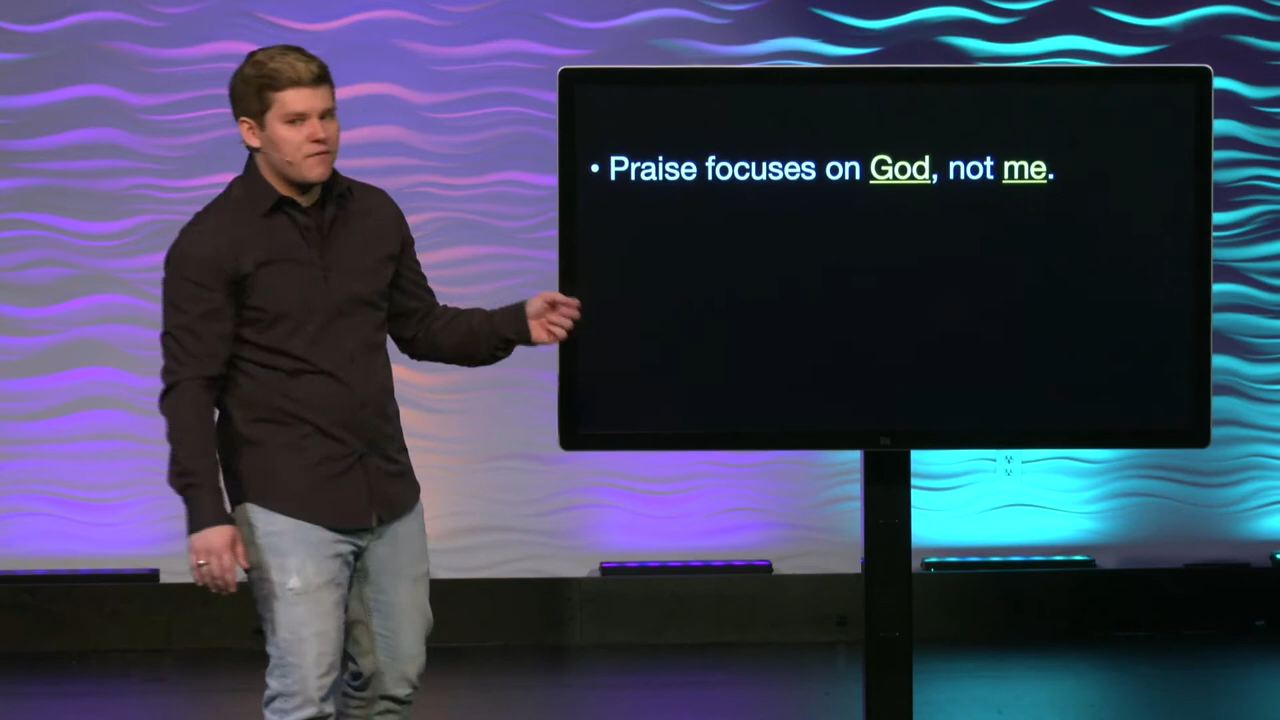 • Praise focuses on God, not me.